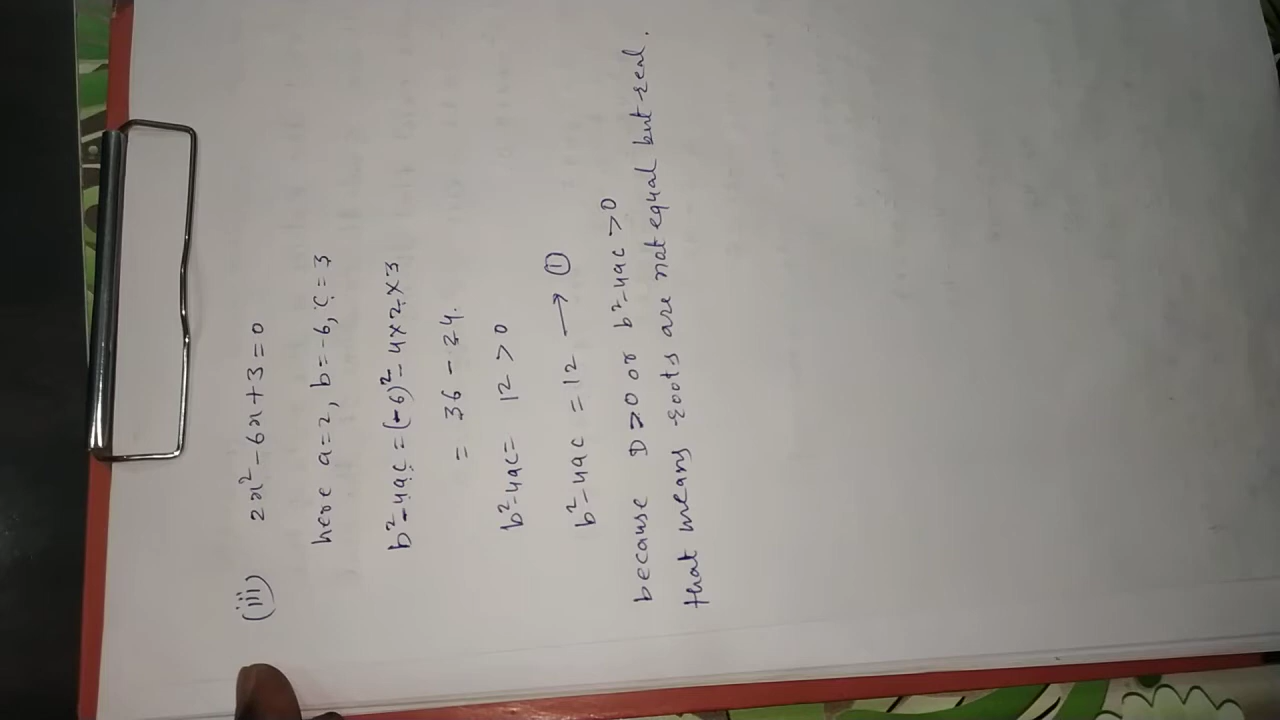 (iii) 2x²-6x+3=0
here a=2, b=-6, c=3
b²-4ac=(-6)²-4×2×3
= 36-24.
b²-4ac= 12>0
b²-4ac =12 → ①
because D>0 or b²-4ac>0
that means roots are not equal but real.